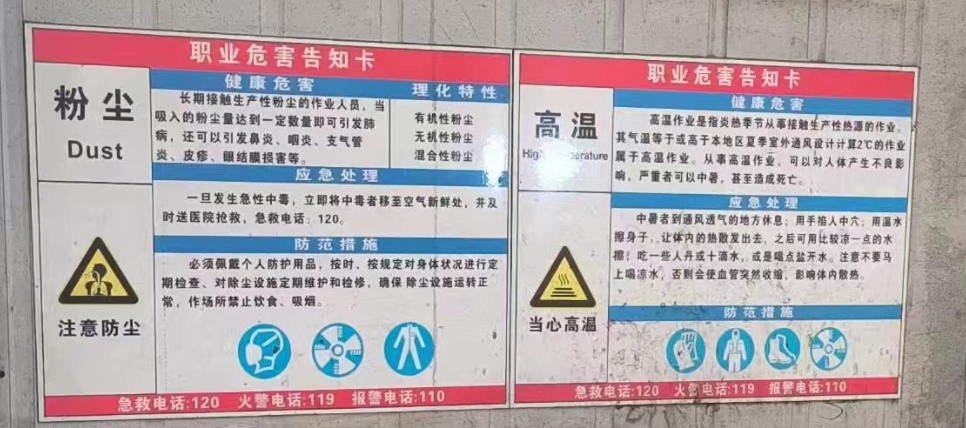 职业危害告知卡
粉尘
Dust
注意防尘
健康危害
长期接触生产性粉尘的作业人员，当
吸入的粉尘量达到一定数量即可引发肺
病，还可以引发鼻炎、咽炎、支气管
炎、皮疹、眼结膜损害等。
理化特性
有机性粉尘
无机性粉尘
混合性粉尘
应急处理
一旦发生急性中毒，立即将中毒者移至空气新鲜处，并及
时送医院抢救，急救电话：120。
防范措施
必须佩戴个人防护用品，按时、按规定对身体状况进行定
期检查、对除尘设施定期维护和检修，确保除尘设施运转正
常，作场所禁止饮食、吸烟。
急救电话:120 火警电话:119 报警电话:110
职业危害告知卡
高温
当心高温
健康危害
高温作业是指炎热季节从事接触生产性热源的作业。
其气温等于或高于本地区夏季室外通风设计计算2℃的作业
属于高温作业。从事高温作业，可以对人体产生不良影
响，严重者可以中暑，甚至造成死亡。
应急处理
中暑者到通风透气的地方休息；用手掐人中穴；用温水
擦身子，让体内的热散发出去，之后可用比较凉一点的水
擦；吃一些人丹或十滴水，或是喝点盐开水。注意不要马
上喝凉水，否则会使血管突然收缩，影响体内散热。
防范措施
急救电话:120 火警电话:119 报警电话:110